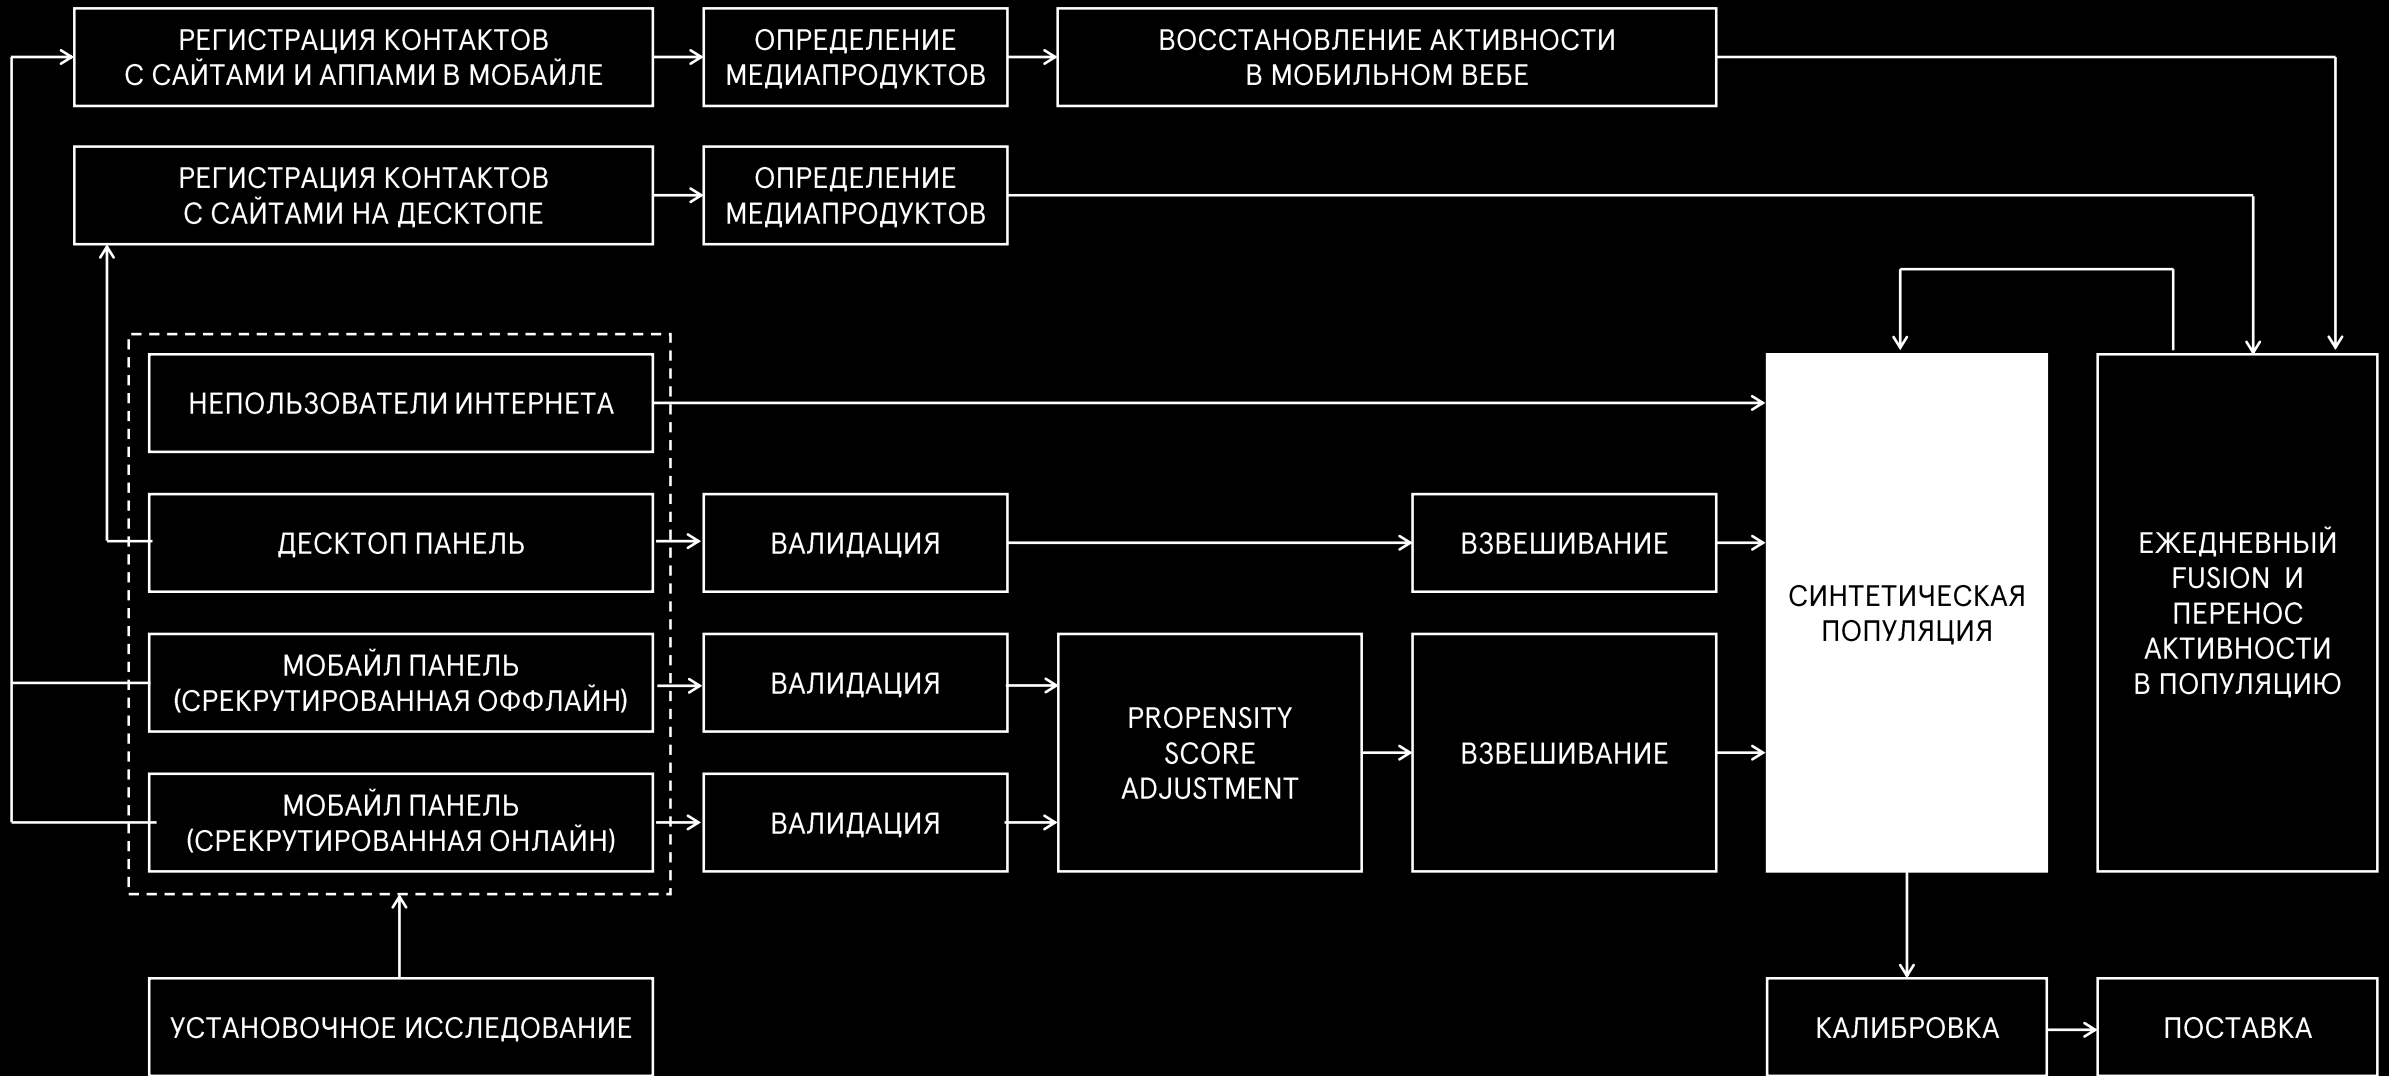 РЕГИСТРАЦИЯ КОНТАКТОВ
С САЙТАМИ И АППАМИ В МОБАЙЛЕ
ОПРЕДЕЛЕНИЕ
МЕДИАПРОДУКТОВ
ВОССТАНОВЛЕНИЕ АКТИВНОСТИ
В МОБИЛЬНОМ ВЕБЕ
РЕГИСТРАЦИЯ КОНТАКТОВ
С САЙТАМИ НА ДЕСКТОПЕ
ОПРЕДЕЛЕНИЕ
МЕДИАПРОДУКТОВ
НЕПОЛЬЗОВАТЕЛИ ИНТЕРНЕТА
ДЕСКТОП ПАНЕЛЬ
ВАЛИДАЦИЯ
ВЗВЕШИВАНИЕ
МОБАЙЛ ПАНЕЛЬ
(СРЕКРУТИРОВАННАЯ ОФФЛАЙН)
ВАЛИДАЦИЯ
МОБАЙЛ ПАНЕЛЬ
(СРЕКРУТИРОВАННАЯ ОНЛАЙН)
ВАЛИДАЦИЯ
PROPENSITY
SCORE
ADJUSTMENT
ВЗВЕШИВАНИЕ
СИНТЕТИЧЕСКАЯ
ПОПУЛЯЦИЯ
ЕЖЕДНЕВНЫЙ
FUSION И
ПЕРЕНОС
АКТИВНОСТИ
В ПОПУЛЯЦИЮ
УСТАНОВОЧНОЕ ИССЛЕДОВАНИЕ
КАЛИБРОВКА
ПОСТАВКА